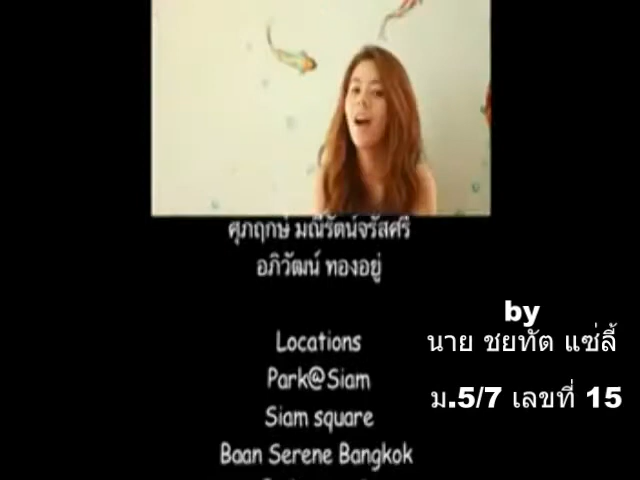 ศุภฤกษ์ มณีรัตน์จรัสศรี
อภิวัฒน์ ทองอยู่
Locations
Park@Siam
Siam square
Baan Serene Bangkok
by
นาย ชยทัต แซ่ลี้
ม.5/7 เลขที่ 15